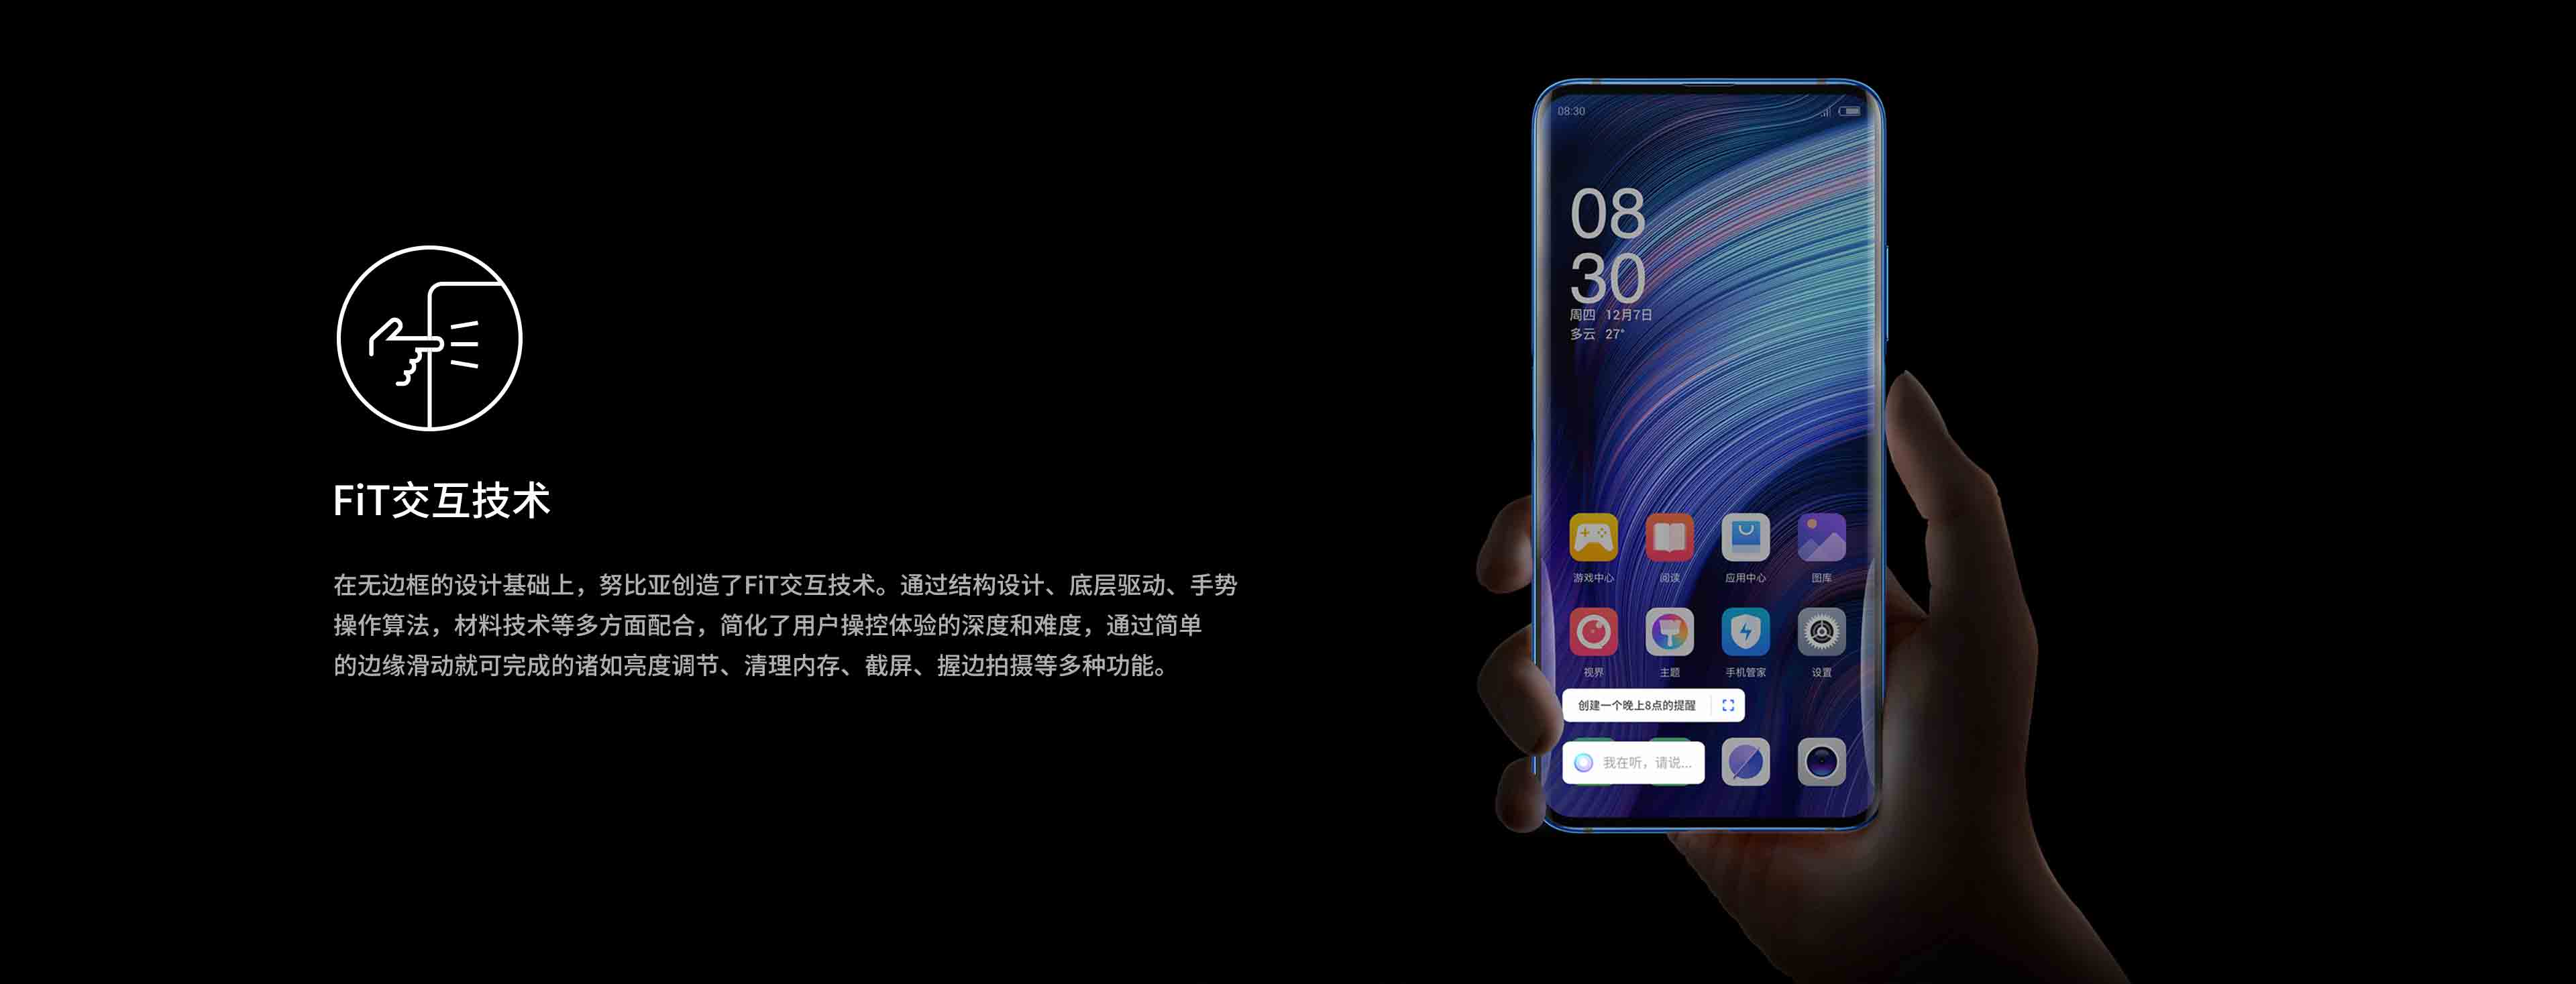 FiT交互技术
在无边框的设计基础上，努比亚创造了FiT交互技术。通过结构设计、底层驱动、手势
操作算法，材料技术等多方面配合，简化了用户操控体验的深度和难度，通过简单
的边缘滑动就可完成的诸如亮度调节、清理内存、截屏、握边拍摄等多种功能。
08:30
08
30
周四 12月7日
多云 27°
游戏中心 阅读 应用中心 图库
视界 主题 手机管家 设置
创建一个晚上8点的提醒
我在听，请说...